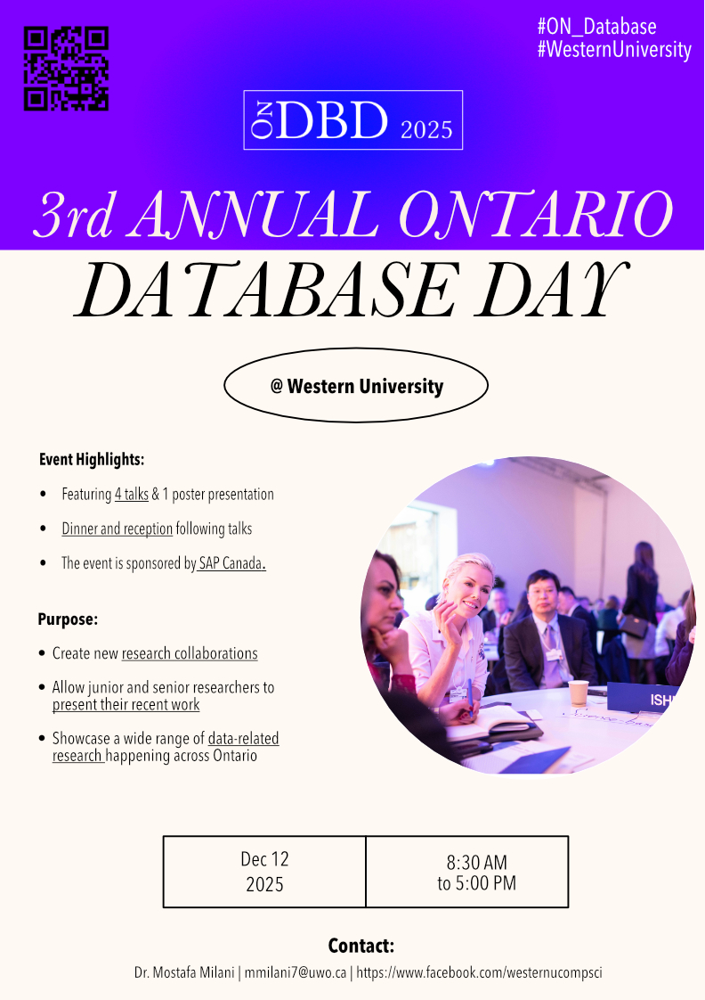 #ON_Database
#WesternUniversity
ON DBD 2025
3rd ANNUAL ONTARIO
DATABASE DAY
@ Western University
Event Highlights:
• Featuring 4 talks & 1 poster presentation
• Dinner and reception following talks
• The event is sponsored by SAP Canada.
Purpose:
• Create new research collaborations
• Allow junior and senior researchers to
present their recent work
• Showcase a wide range of data-related
research happening across Ontario
ISH
Dec 12
2025
8:30 AM
to 5:00 PM
Contact:
Dr. Mostafa Milani | mmilani7@uwo.ca | https://www.facebook.com/westernucompsci